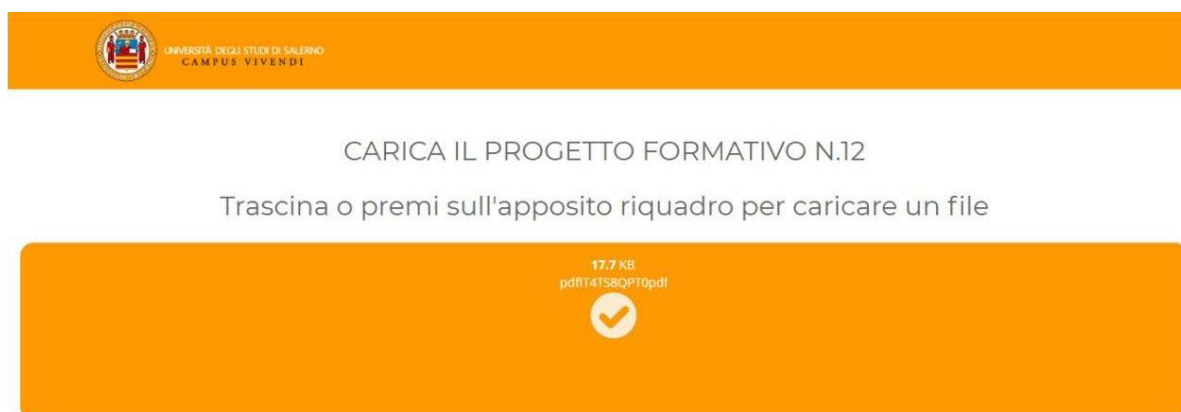 UNIVERSITÀ DEGLI STUDI DI SALERNO
CAMPUS VIVENDI
CARICA IL PROGETTO FORMATIVO N.12
Trascina o premi sull'apposito riquadro per caricare un file
17.7 KB